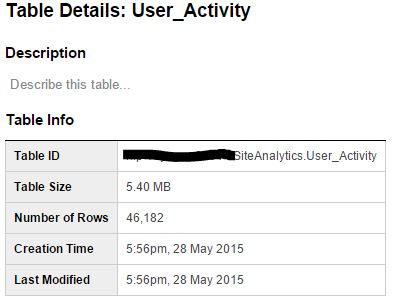 Table Details: User_Activity
Description
Describe this table...
Table Info
Table ID SiteAnalytics.User_Activity
Table Size 5.40 MB
Number of Rows 46,182
Creation Time 5:56pm, 28 May 2015
Last Modified 5:56pm, 28 May 2015